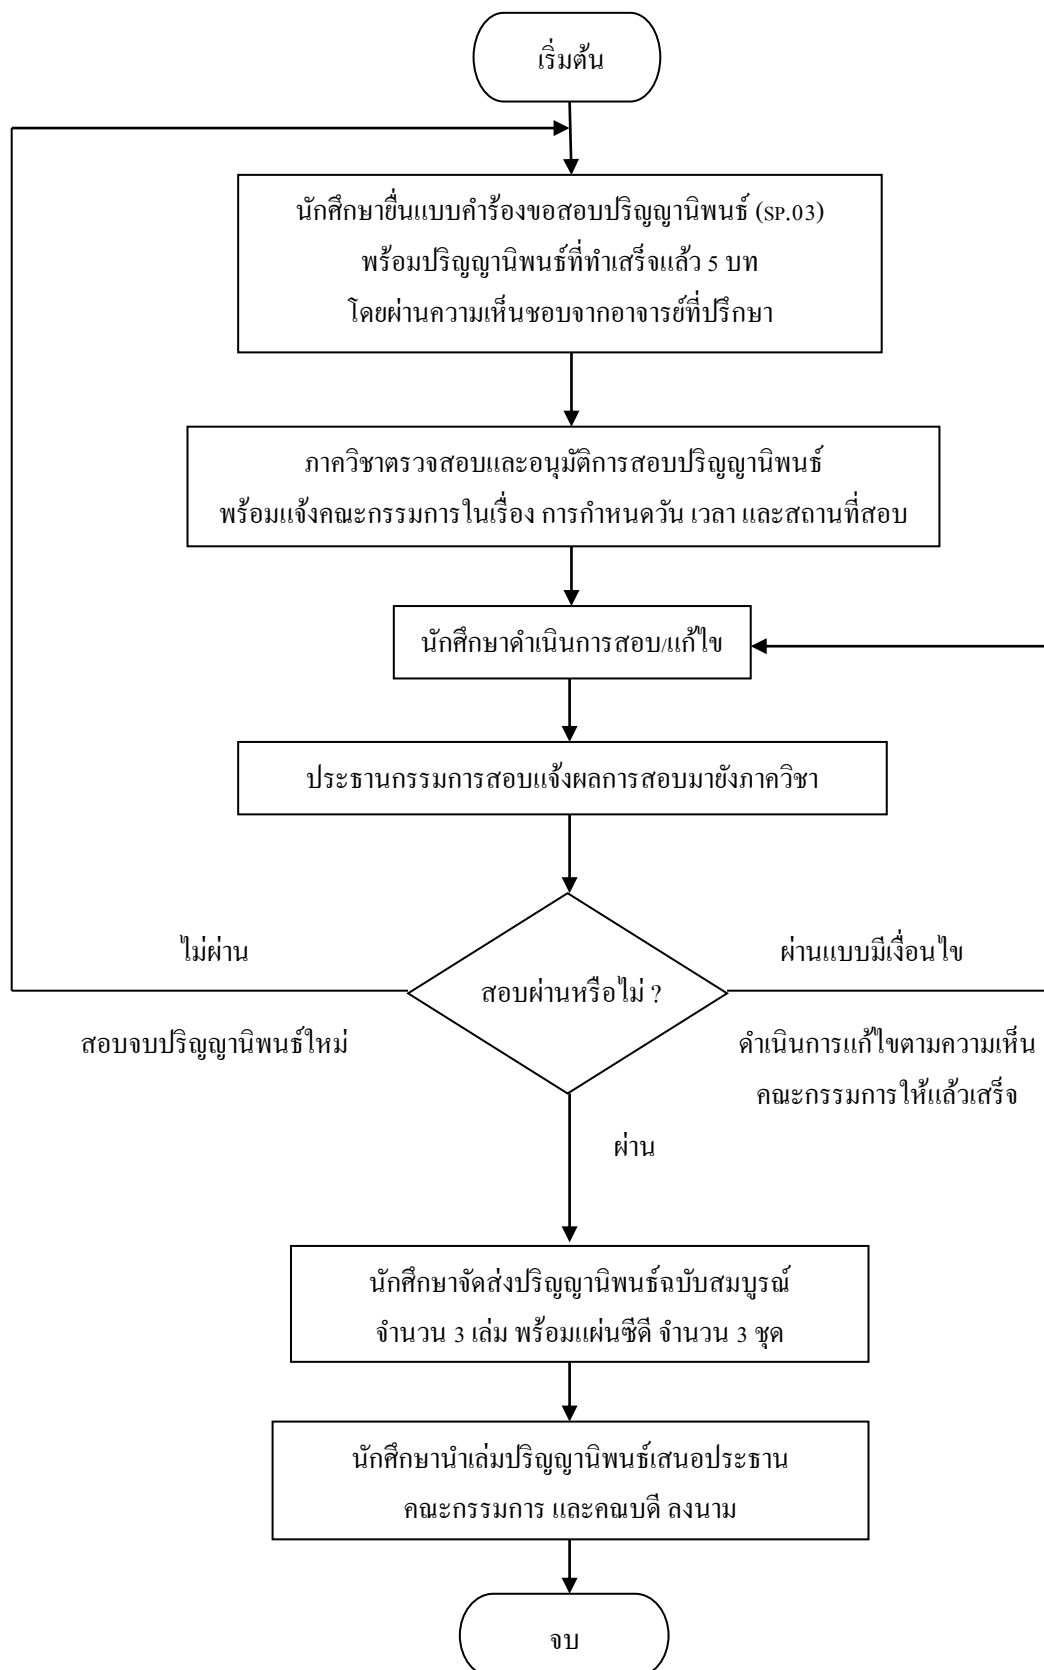 เริ่มต้น
นักศึกษายื่นแบบคำร้องขอสอบปริญญานิพนธ์ (SP.03)
พร้อมปริญญานิพนธ์ที่ทำเสร็จแล้ว 5 บท
โดยผ่านความเห็นชอบจากอาจารย์ที่ปรึกษา
ภาควิชาตรวจสอบและอนุมัติการสอบปริญญานิพนธ์
พร้อมแจ้งคณะกรรมการในเรื่อง การกำหนดวัน เวลา และสถานที่สอบ
นักศึกษาดำเนินการสอบ/แก้ไข
ประธานกรรมการสอบแจ้งผลการสอบมายังภาควิชา
ไม่ผ่าน
ผ่านแบบมีเงื่อนไข
สอบผ่านหรือไม่ ?
สอบจบปริญญานิพนธ์ใหม่
ดำเนินการแก้ไขตามความเห็น
คณะกรรมการให้แล้วเสร็จ
ผ่าน
นักศึกษาจัดส่งปริญญานิพนธ์ฉบับสมบูรณ์
จำนวน 3 เล่ม พร้อมแผ่นซีดี จำนวน 3 ชุด
นักศึกษานำเล่มปริญญานิพนธ์เสนอประธาน
คณะกรรมการ และคณบดี ลงนาม
จบ